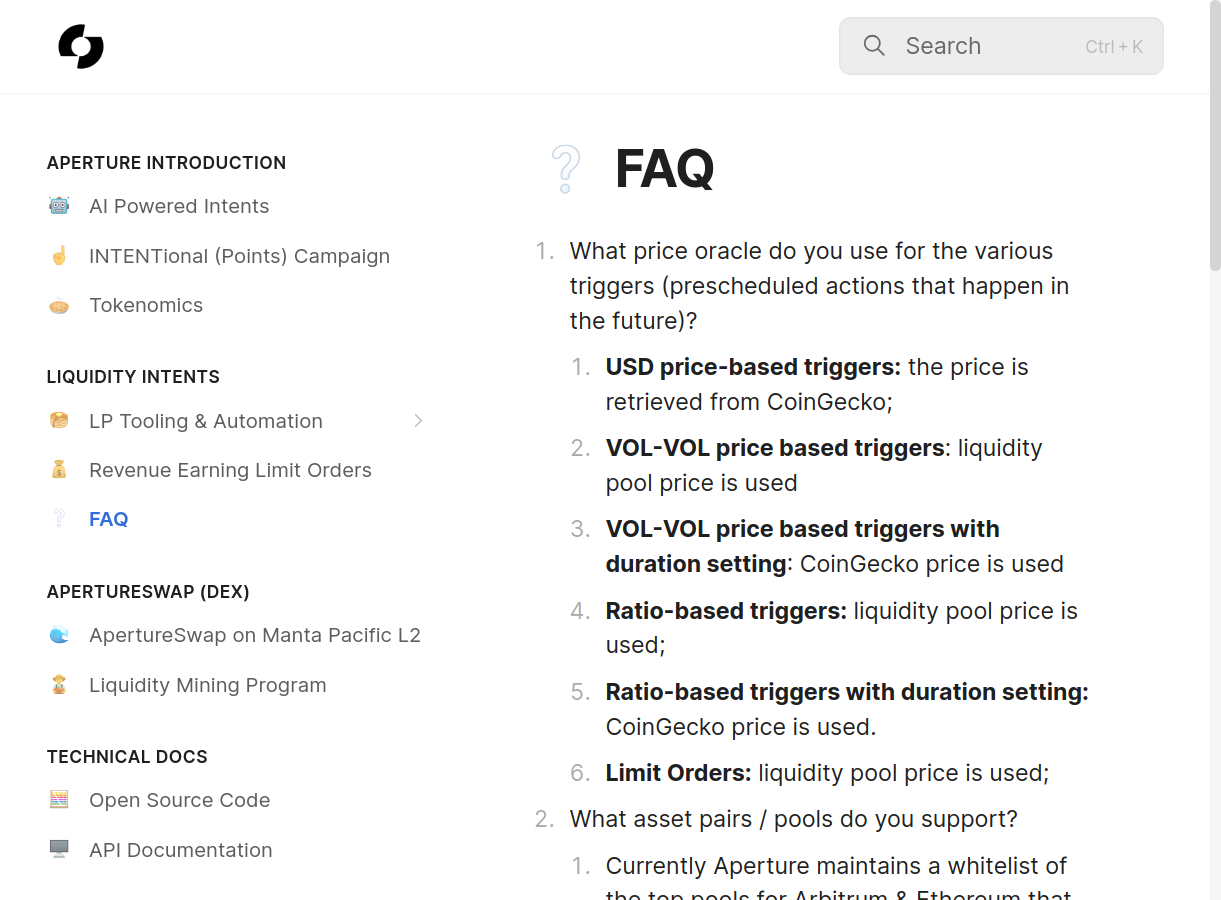 Search
Ctrl + K
APERTURE INTRODUCTION
AI Powered Intents
INTENTional (Points) Campaign
Tokenomics
LIQUIDITY INTENTS
LP Tooling & Automation
Revenue Earning Limit Orders
FAQ
APERTURESWAP (DEX)
ApertureSwap on Manta Pacific L2
Liquidity Mining Program
TECHNICAL DOCS
Open Source Code
API Documentation
FAQ
1. What price oracle do you use for the various
triggers (prescheduled actions that happen in
the future)?
1. USD price-based triggers: the price is
retrieved from CoinGecko;
2. VOL-VOL price based triggers: liquidity
pool price is used
3. VOL-VOL price based triggers with
duration setting: CoinGecko price is used
4. Ratio-based triggers: liquidity pool price is
used;
5. Ratio-based triggers with duration setting:
CoinGecko price is used.
6. Limit Orders: liquidity pool price is used;
2. What asset pairs / pools do you support?
1. Currently Aperture maintains a whitelist of
the top pools for Arbitrum & Ethereum that